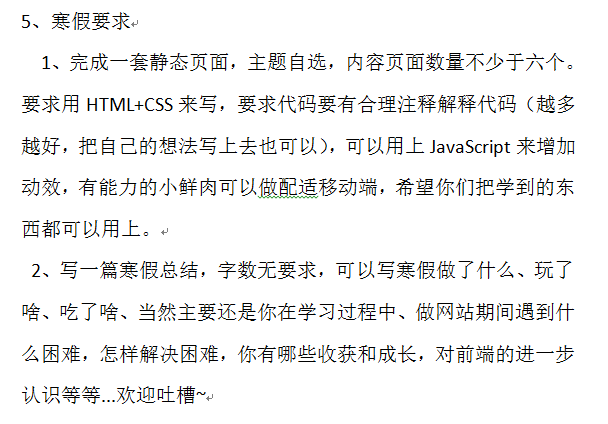 5、寒假要求
1、完成一套静态页面，主题自选，内容页面数量不少于六个。
要求用 HTML+CSS 来写，要求代码要有合理注释解释代码（越多
越好，把自己的想法写上去也可以），可以用上 JavaScript 来增加
动效，有能力的小鲜肉可以做配适移动端，希望你们把学到的东
西都可以用上。
2、写一篇寒假总结，字数无要求，可以写寒假做了什么、玩了
啥、吃了啥、当然主要还是你在学习过程中、做网站期间遇到什
么困难，怎样解决困难，你有哪些收获和成长，对前端的进一步
认识等等...欢迎吐槽~